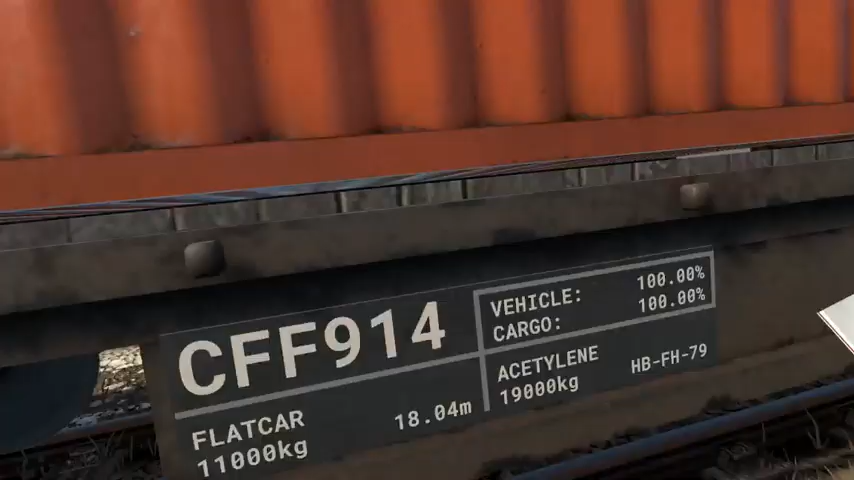 CFF914
FLATCAR
11000kg
18.04m
VEHICLE: 100.00%
CARGO: 100.00%
ACETYLENE
19000kg
HB-FH-79